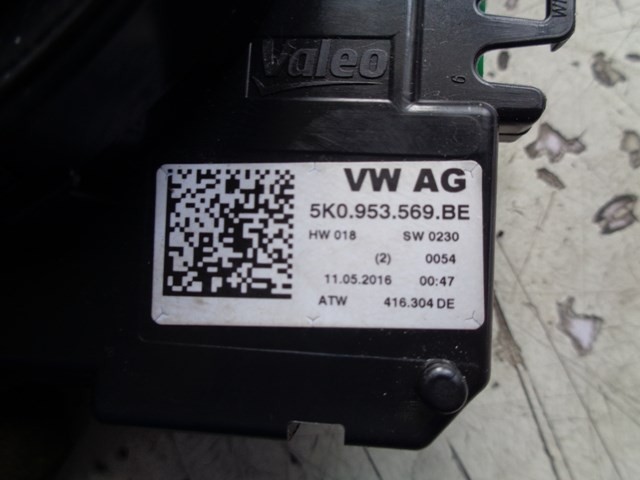 Valeo
9
VW AG
5K0.953.569.BE
HW 018 SW 0230
(2) 0054
11.05.2016 00:47
ATW 416.304 DE